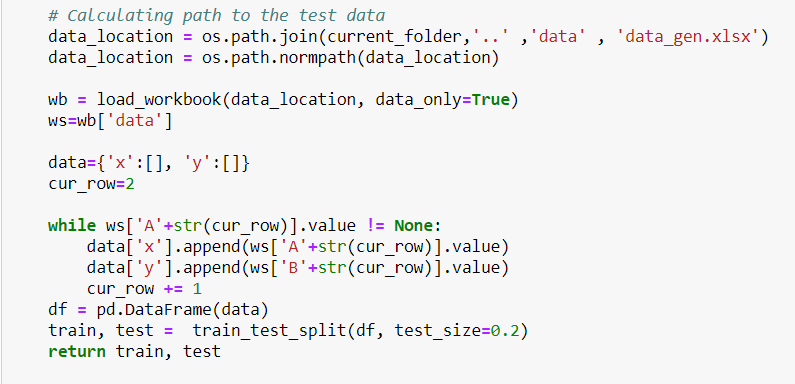 # Calculating path to the test data
data_location = os.path.join(current_folder,'..' ,'data' , 'data_gen.xlsx')
data_location = os.path.normpath(data_location)
wb = load_workbook(data_location, data_only=True)
ws=wb['data']
data={'x':[], 'y':[]}
cur_row=2
while ws['A'+str(cur_row)].value != None:
    data['x'].append(ws['A'+str(cur_row)].value)
    data['y'].append(ws['B'+str(cur_row)].value)
    cur_row += 1
df = pd.DataFrame(data)
train, test =  train_test_split(df, test_size=0.2)
return train, test